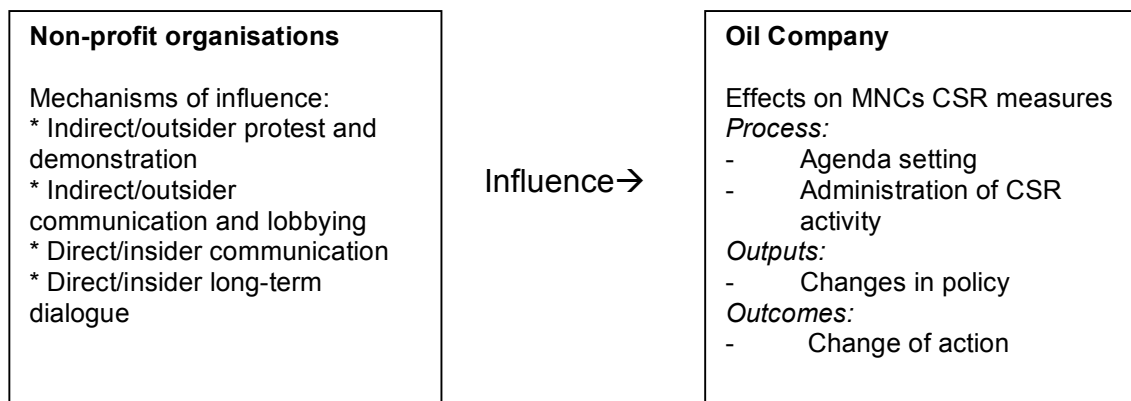 Non-profit organisations
Mechanisms of influence:
* Indirect/outsider protest and
demonstration
* Indirect/outsider
communication and lobbying
* Direct/insider communication
* Direct/insider long-term
dialogue
Influence→
Oil Company
Effects on MNCs CSR measures
Process:
- Agenda setting
- Administration of CSR
activity
Outputs:
- Changes in policy
Outcomes:
- Change of action